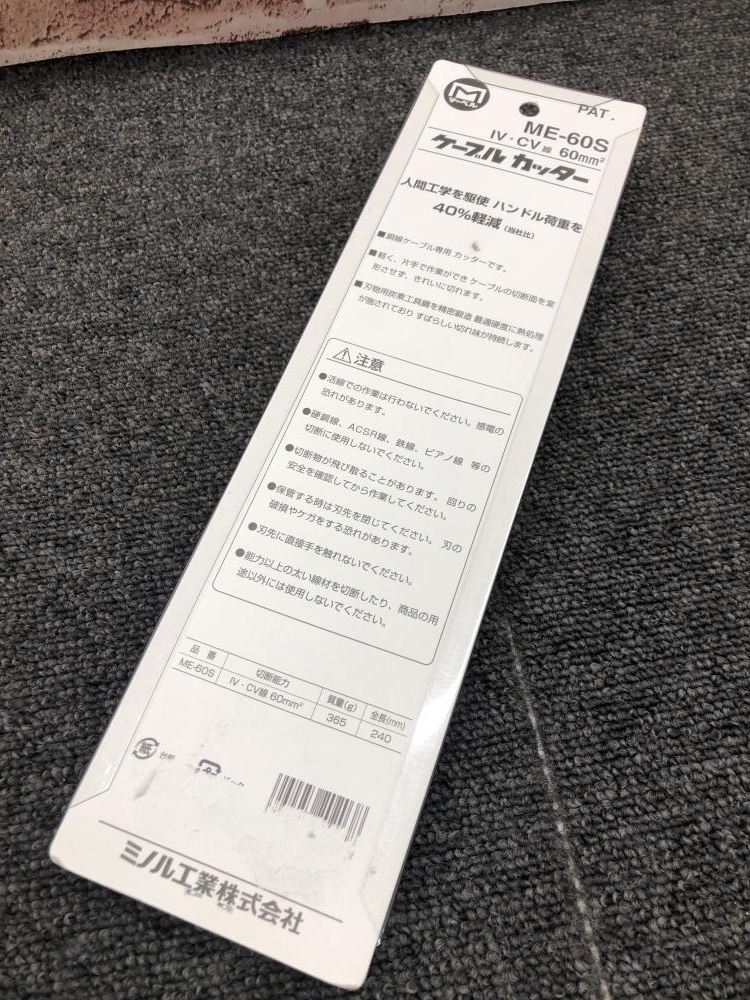 M
マーベル
PAT.
ME-60S
IV・CV線 60mm²
ケーブル カッター
人間工学を駆使 ハンドル荷重を
40%軽減 (当社比)
■銅線ケーブル専用 カッターです。
■軽く、片手で作業ができ ケーブルの切断面を変
形させず、きれいに切れます。
■刃物用炭素工具鋼を精密鍛造 最適硬度に熱処理
が施されており すばらしい切れ味が持続します。
注意
●活線での作業は行わないでください。感電の
恐れがあります。
●硬銅線、ACSR線、鉄線、ピアノ線 等の
切断に使用しないでください。
●切断物が飛び散ることがあります。回りの
安全を確認してから作業してください。
●保管する時は刃先を閉じてください。刃の
破損やケガをする恐れがあります。
●刃先に直接手を触れないでください。
●能力以上の太い線材を切断したり、商品の用
途以外には使用しないでください。
品番 切断能力 質量(g) 全長(mm)
ME-60S IV・CV線 60mm² 365 240
紙 台紙
ミノル工業株式会社